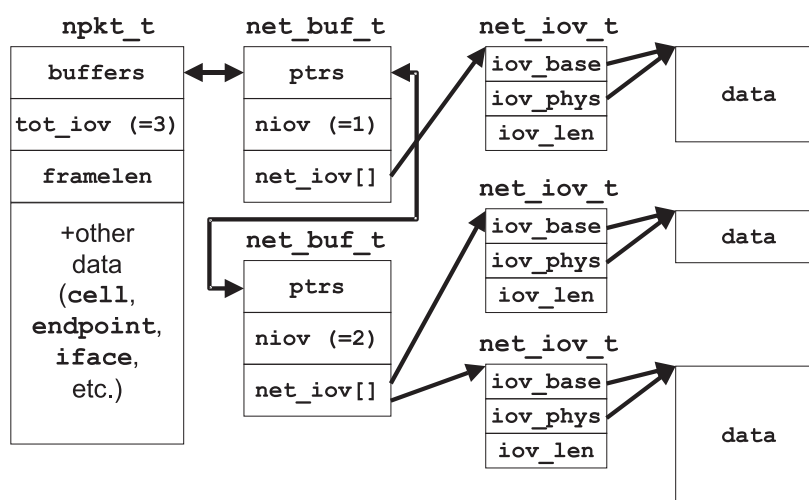 npkt_t
buffers
tot_iov (=3)
framelen
+other
data
(cell,
endpoint,
iface,
etc.)
net_buf_t
ptrs
niov (=1)
net_iov[]
net_buf_t
ptrs
niov (=2)
net_iov[]
net_iov_t
iov_base
iov_phys
iov_len
data
net_iov_t
iov_base
iov_phys
iov_len
data
net_iov_t
iov_base
iov_phys
iov_len
data